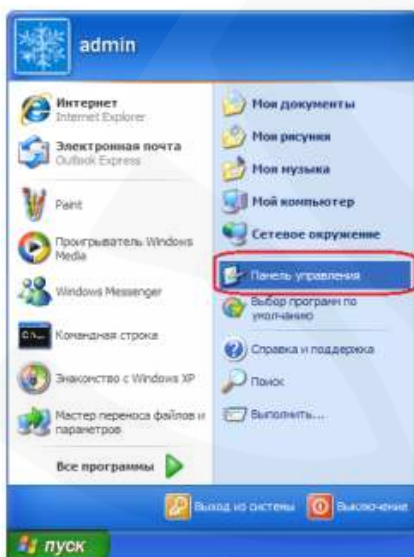 admin
Интернет
Internet Explorer
Электронная почта
Outlook Express
Paint
Проигрыватель Windows
Media
Windows Messenger
Командная строка
Знакомство с Windows XP
Мастер переноса файлов и
параметров
Все программы
Мои документы
Мои рисунки
Моя музыка
Мой компьютер
Сетевое окружение
Панель управления
Выбор программ по
умолчанию
Справка и поддержка
Поиск
Выполнить...
Выход из системы
Выключение
пуск